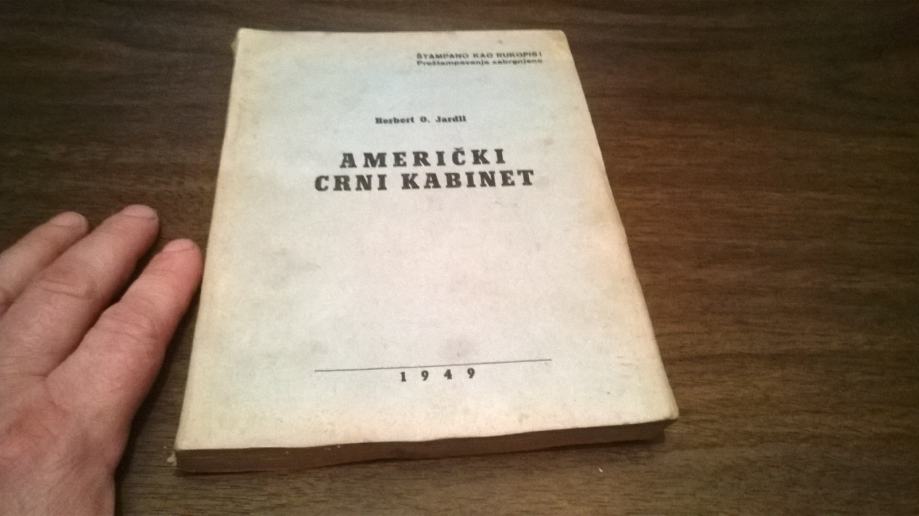 ŠTAMPANO KAO RUKOPIS!
Preštampavanje zabranjeno
Herbert O. Jardli
AMERIČKI
CRNI KABINET
1949